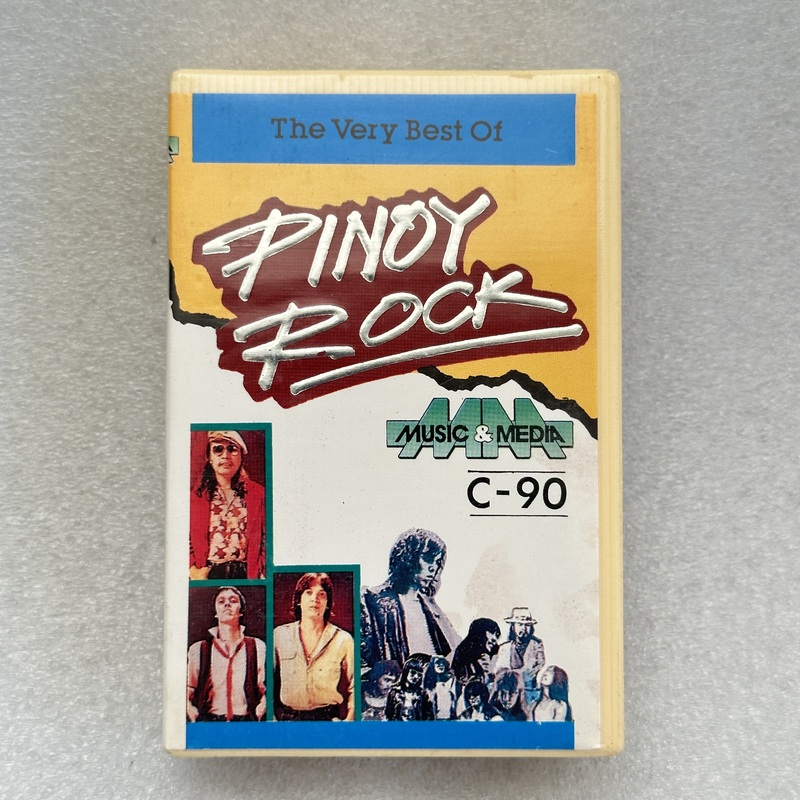 The Very Best Of
PINOY
ROCK
MUSIC & MEDIA
C-90